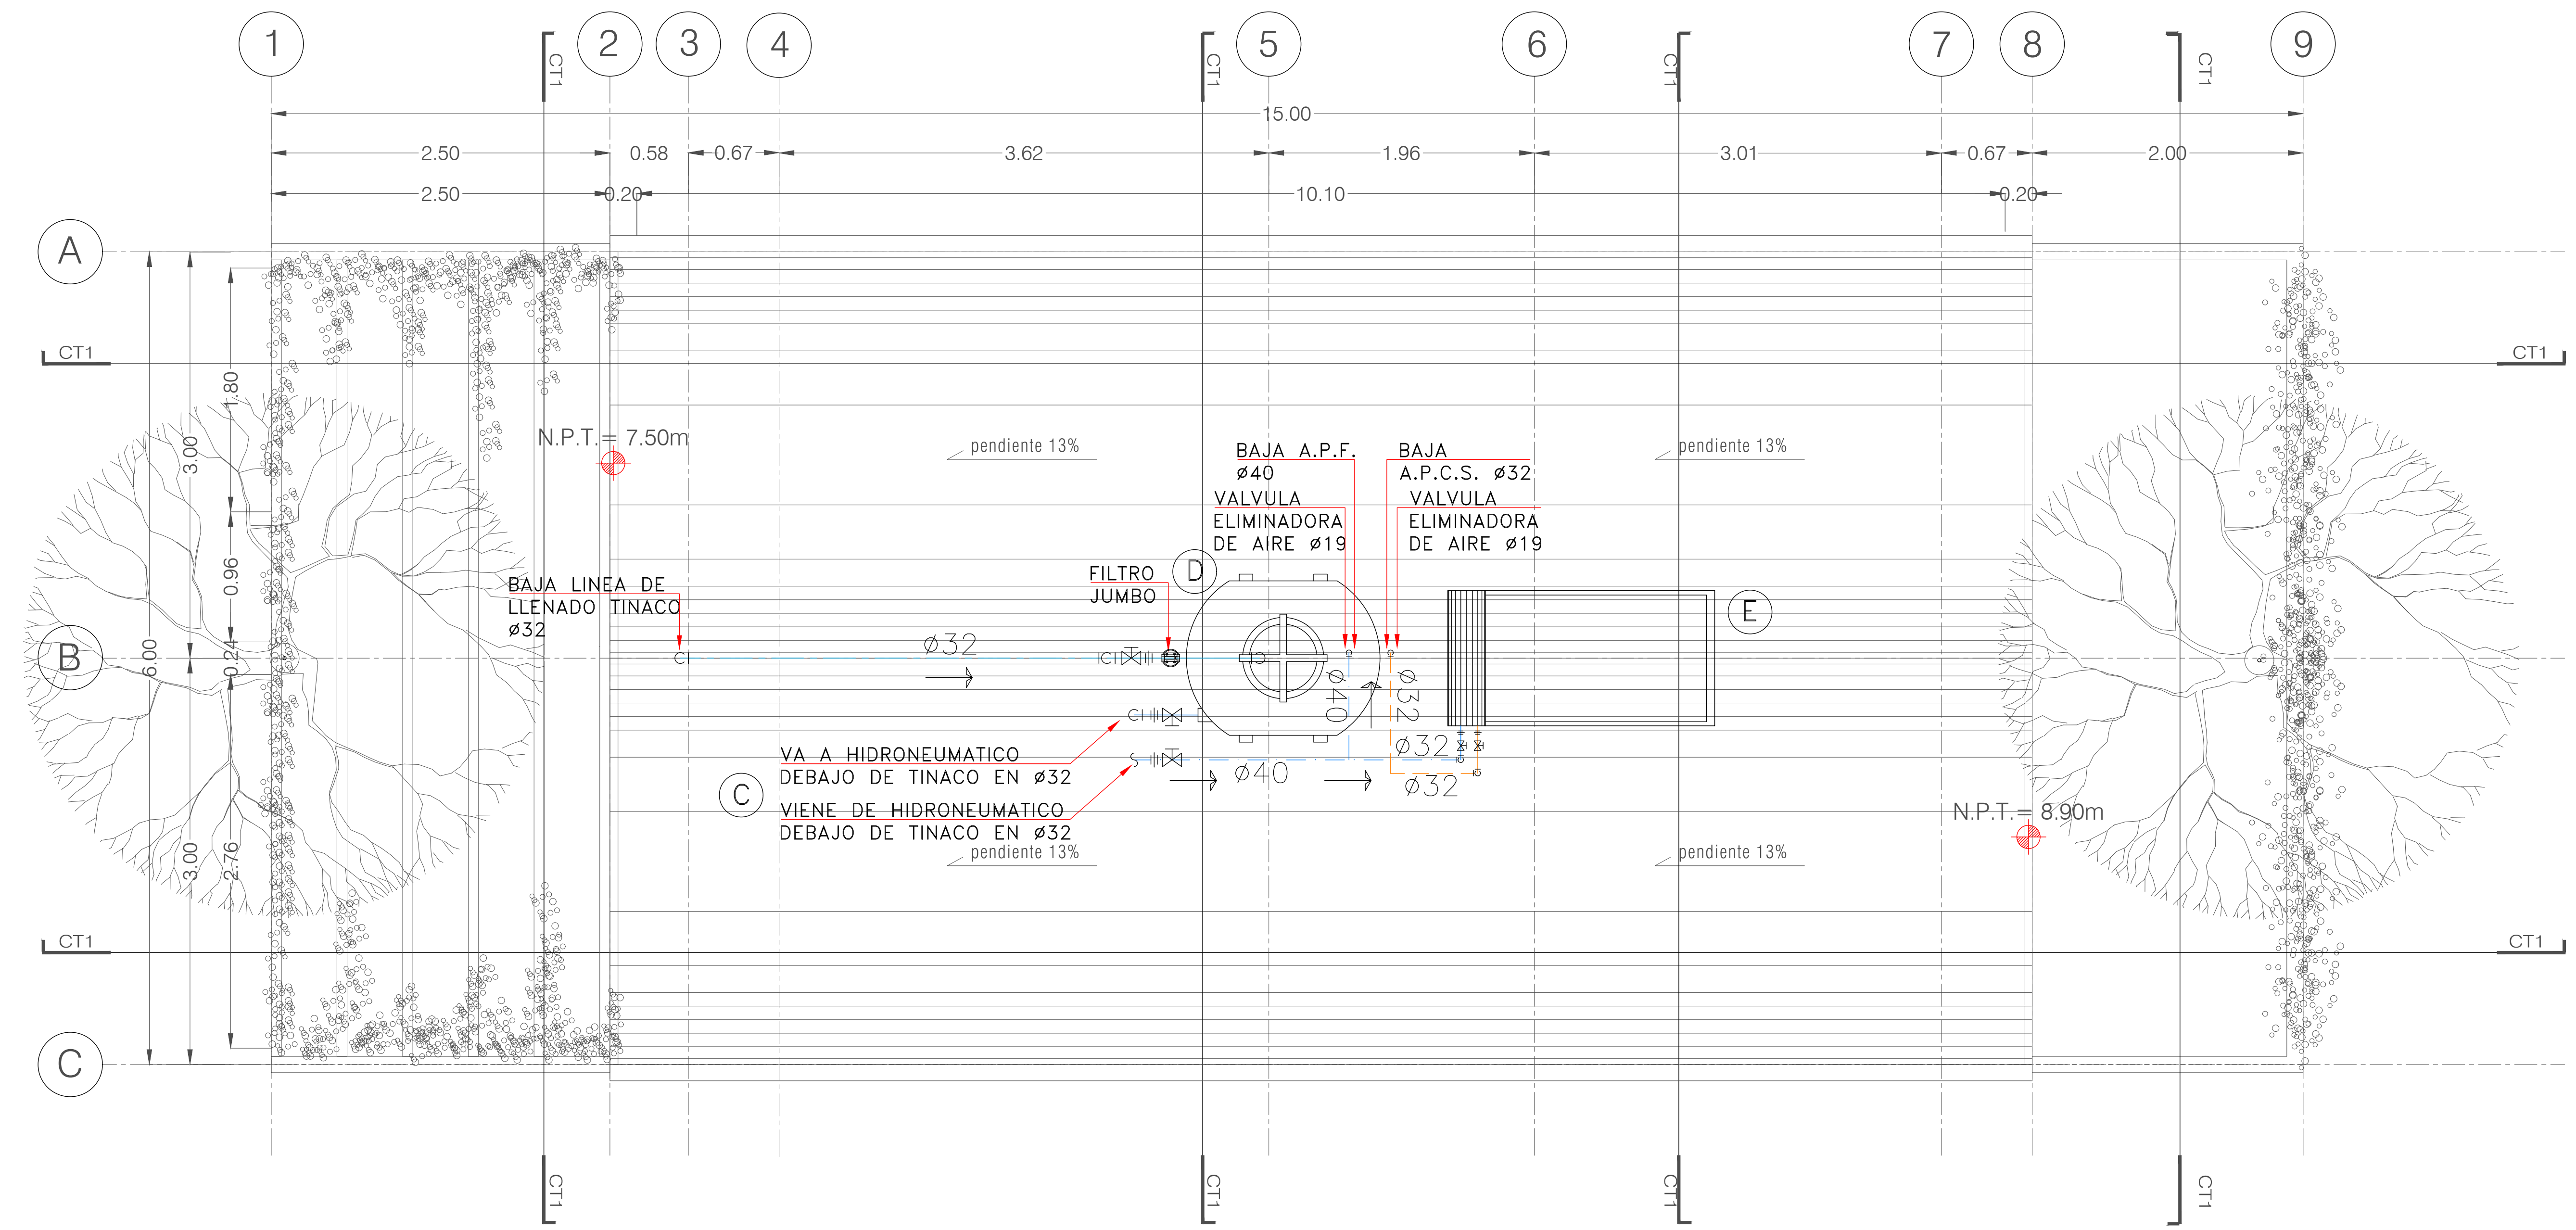 1
2
3
4
5
6
7
8
9
CT1
CT1
CT1
CT1
15.00
2.50
0.58
0.67
3.62
1.96
3.01
0.67
2.00
2.50
0.20
10.10
0.20
A
CT1
CT1
1.80
3.00
N.P.T.= 7.50m
pendiente 13%
pendiente 13%
BAJA A.P.F.
ø40
BAJA
A.P.C.S. ø32
VALVULA
ELIMINADORA
DE AIRE ø19
VALVULA
ELIMINADORA
DE AIRE ø19
0.96
BAJA LINEA DE
LLENADO TINACO
ø32
FILTRO
JUMBO
D
E
B
6.00
0.24
ø32
ø40
ø32
VA A HIDRONEUMATICO
DEBAJO DE TINACO EN ø32
ø32
ø40
ø32
C
VIENE DE HIDRONEUMATICO
DEBAJO DE TINACO EN ø32
N.P.T.= 8.90m
3.00
2.76
pendiente 13%
pendiente 13%
CT1
CT1
C
CT1
CT1
CT1
CT1